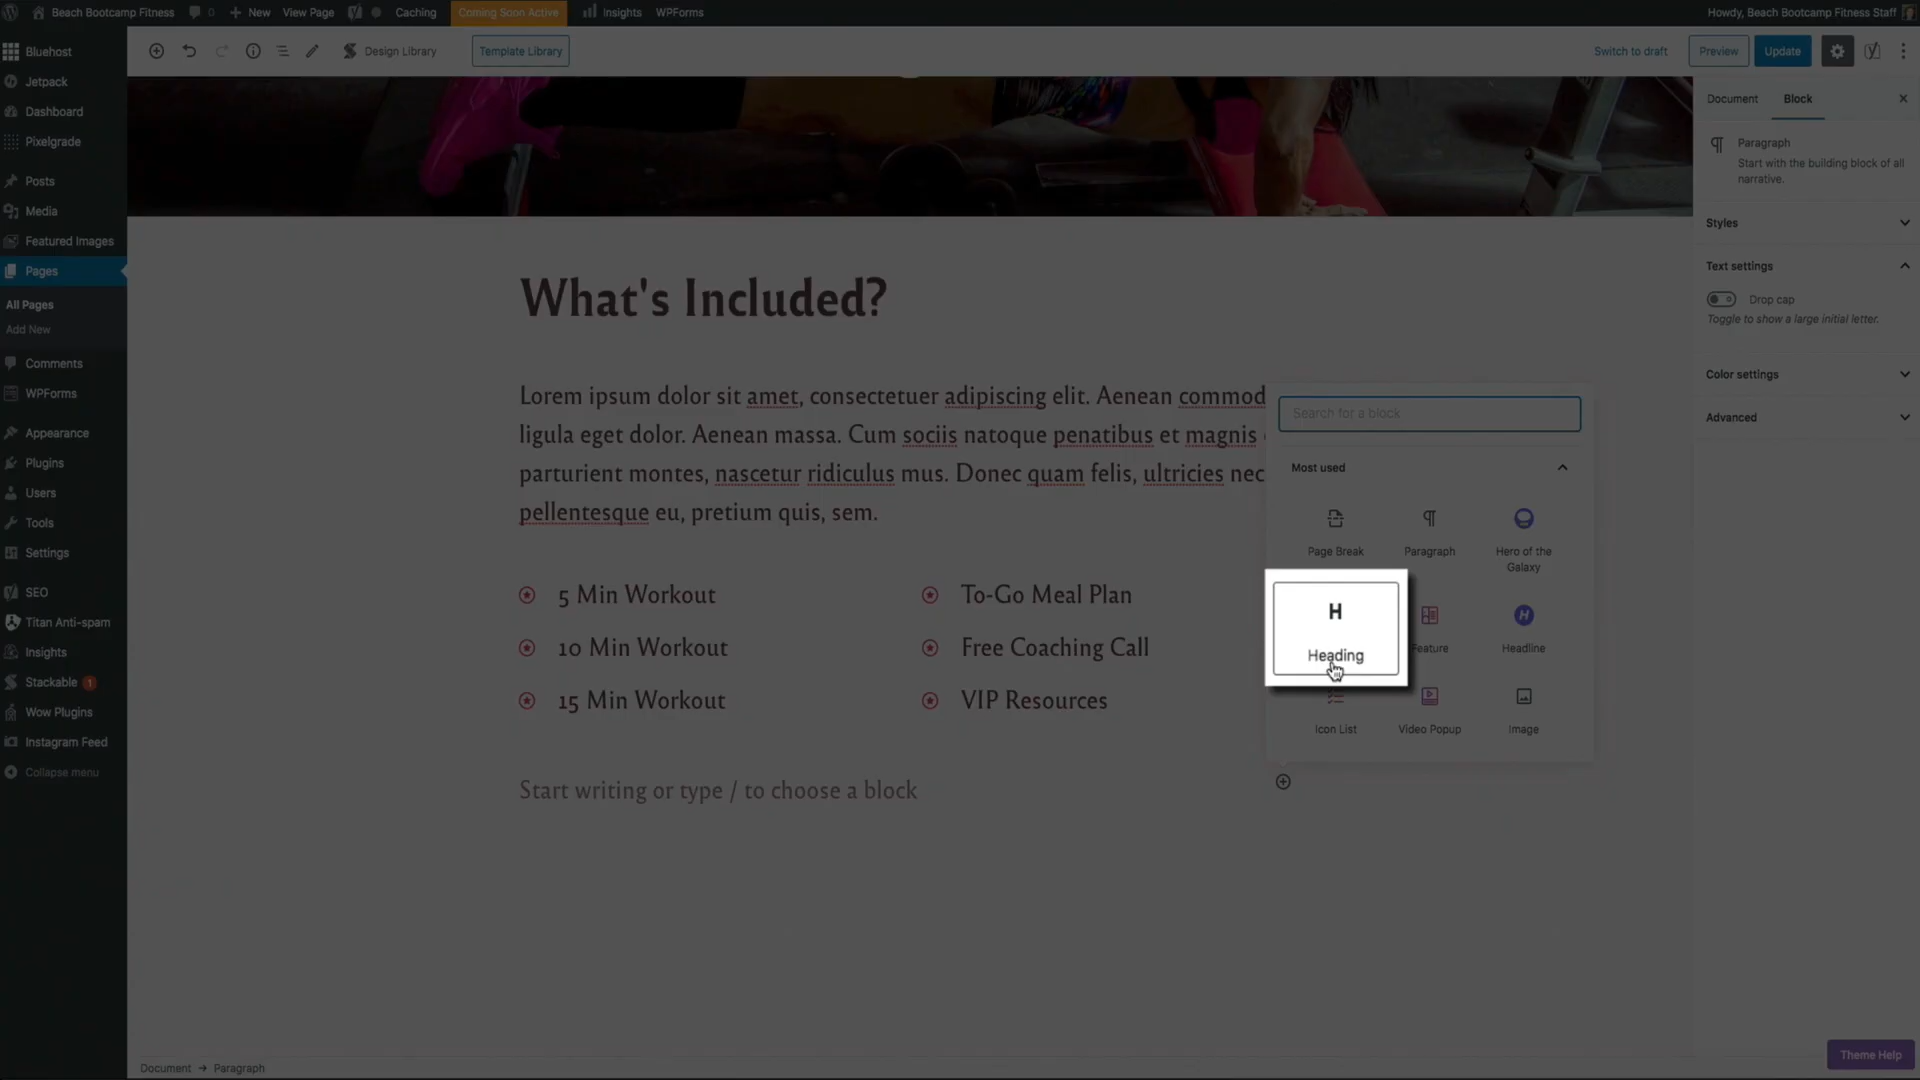 Beach Bootcamp Fitness 0 New View Page Caching Coming Soon Active Insights WPForms Howdy, Beach Bootcamp Fitness Staff
Bluehost
Jetpack
Dashboard
Pixelgrade
Posts
Media
Featured Images
Pages
All Pages
Add New
Comments
WPForms
Appearance
Plugins
Users
Tools
Settings
SEO
Titan Anti-spam
Insights
Stackable 1
Wow Plugins
Instagram Feed
Collapse menu
Design Library Template Library Switch to draft Preview Update
What's Included?
Lorem ipsum dolor sit amet, consectetuer adipiscing elit. Aenean commod
ligula eget dolor. Aenean massa. Cum sociis natoque penatibus et magnis
parturient montes, nascetur ridiculus mus. Donec quam felis, ultricies nec
pellentesque eu, pretium quis, sem.
5 Min Workout
10 Min Workout
15 Min Workout
To-Go Meal Plan
Free Coaching Call
VIP Resources
Start writing or type / to choose a block
Search for a block
Most used
Page Break Paragraph Hero of the
Galaxy
H
Heading Feature Headline
Icon List Video Popup Image
Document Block
Paragraph
Start with the building block of all
narrative.
Styles
Text settings
Drop cap
Toggle to show a large initial letter.
Color settings
Advanced
Document → Paragraph
Theme Help